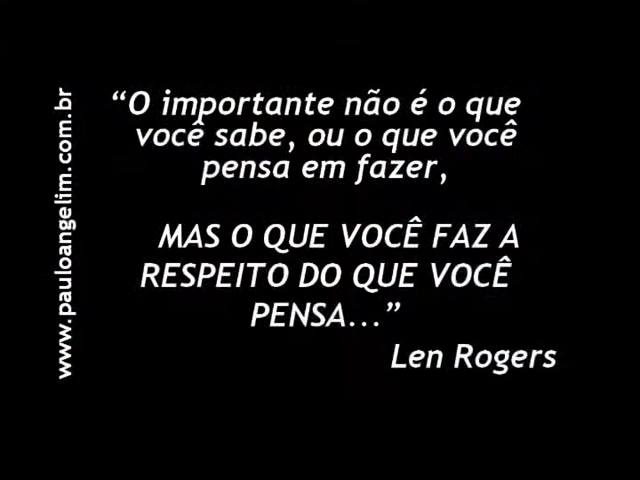 “O importante não é o que
você sabe, ou o que você
pensa em fazer,
MAS O QUE VOCÊ FAZ A
RESPEITO DO QUE VOCÊ
PENSA...”
Len Rogers
www.pauloangelim.com.br